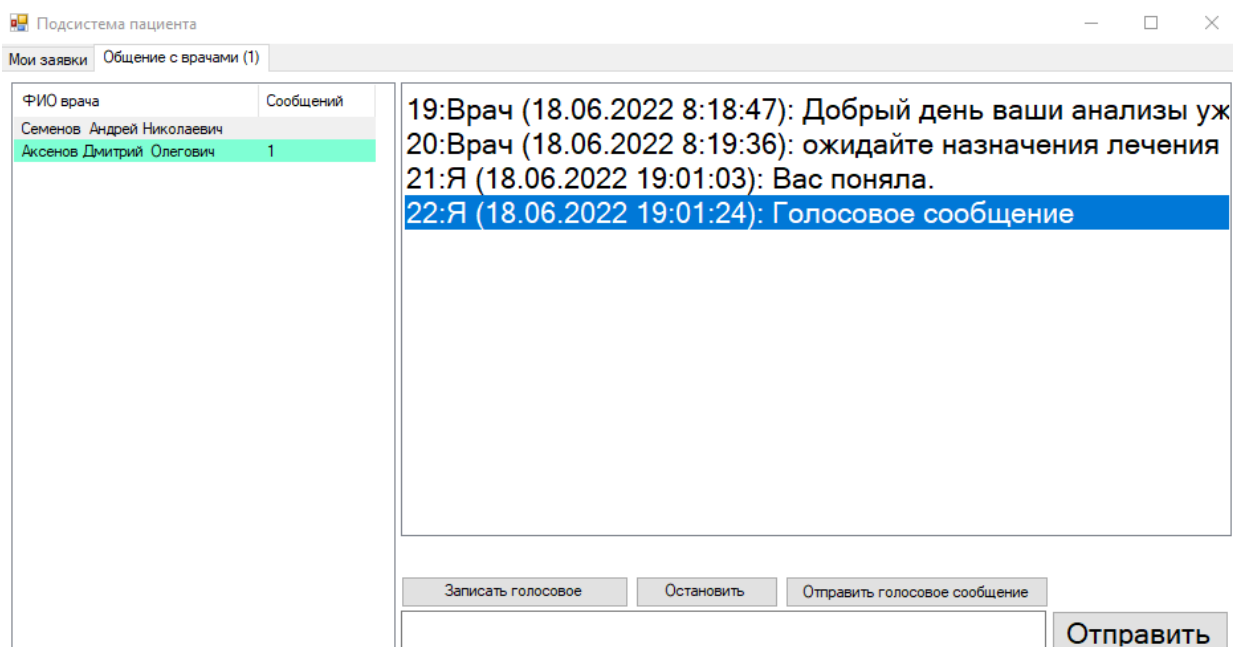 Подсистема пациента
Мои заявки Общение с врачами (1)
ФИО врача Сообщений
Семенов Андрей Николаевич
Аксенов Дмитрий Олегович 1
19:Врач (18.06.2022 8:18:47): Добрый день ваши анализы уж
20:Врач (18.06.2022 8:19:36): ожидайте назначения лечения
21:Я (18.06.2022 19:01:03): Вас поняла.
22:Я (18.06.2022 19:01:24): Голосовое сообщение
Записать голосовое Остановить Отправить голосовое сообщение
Отправить